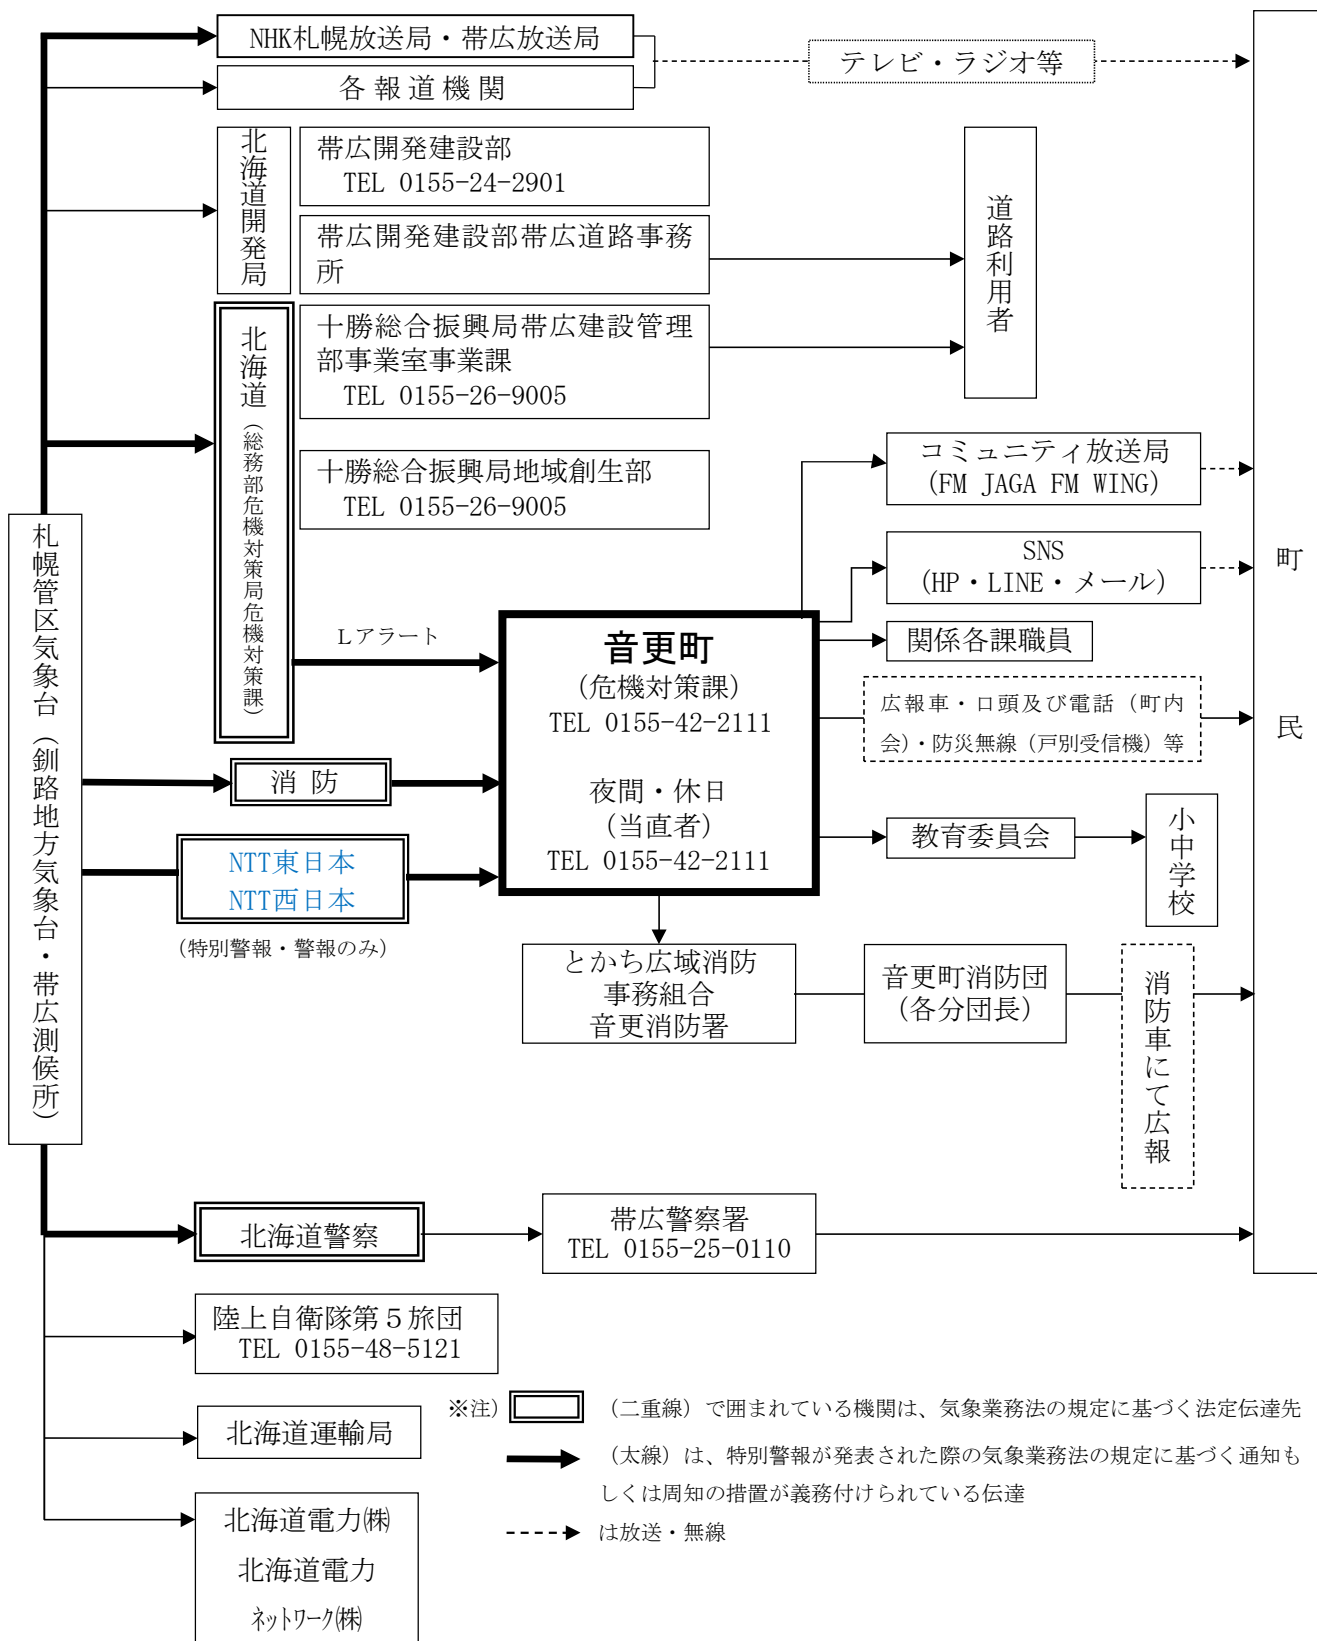 NHK札幌放送局・帯広放送局
各報道機関
テレビ・ラジオ等
北海道開発局
帯広開発建設部
TEL 0155-24-2901
帯広開発建設部帯広道路事務
所
道路利用者
北海道（総務部危機対策局危機対策課）
十勝総合振興局帯広建設管理
部事業室事業課
TEL 0155-26-9005
十勝総合振興局地域創生部
TEL 0155-26-9005
コミュニティ放送局
(FM JAGA FM WING)
SNS
(HP・LINE・メール)
関係各課職員
広報車・口頭及び電話（町内
会)・防災無線（戸別受信機）等
町民
札幌管区気象台（釧路地方気象台・帯広測候所）
Lアラート
音更町
(危機対策課)
TEL 0155-42-2111
夜間・休日
(当直者)
TEL 0155-42-2111
消防
NTT東日本
NTT西日本
(特別警報・警報のみ)
教育委員会
小中学校
とかち広域消防
事務組合
音更消防署
音更町消防団
(各分団長)
消防車にて広報
北海道警察
帯広警察署
TEL 0155-25-0110
陸上自衛隊第５旅団
TEL 0155-48-5121
北海道運輸局
北海道電力㈱
北海道電力
ﾈｯﾄﾜｰｸ㈱
※注）
（二重線）で囲まれている機関は、気象業務法の規定に基づく法定伝達先
（太線）は、特別警報が発表された際の気象業務法の規定に基づく通知も
しくは周知の措置が義務付けられている伝達
は放送・無線